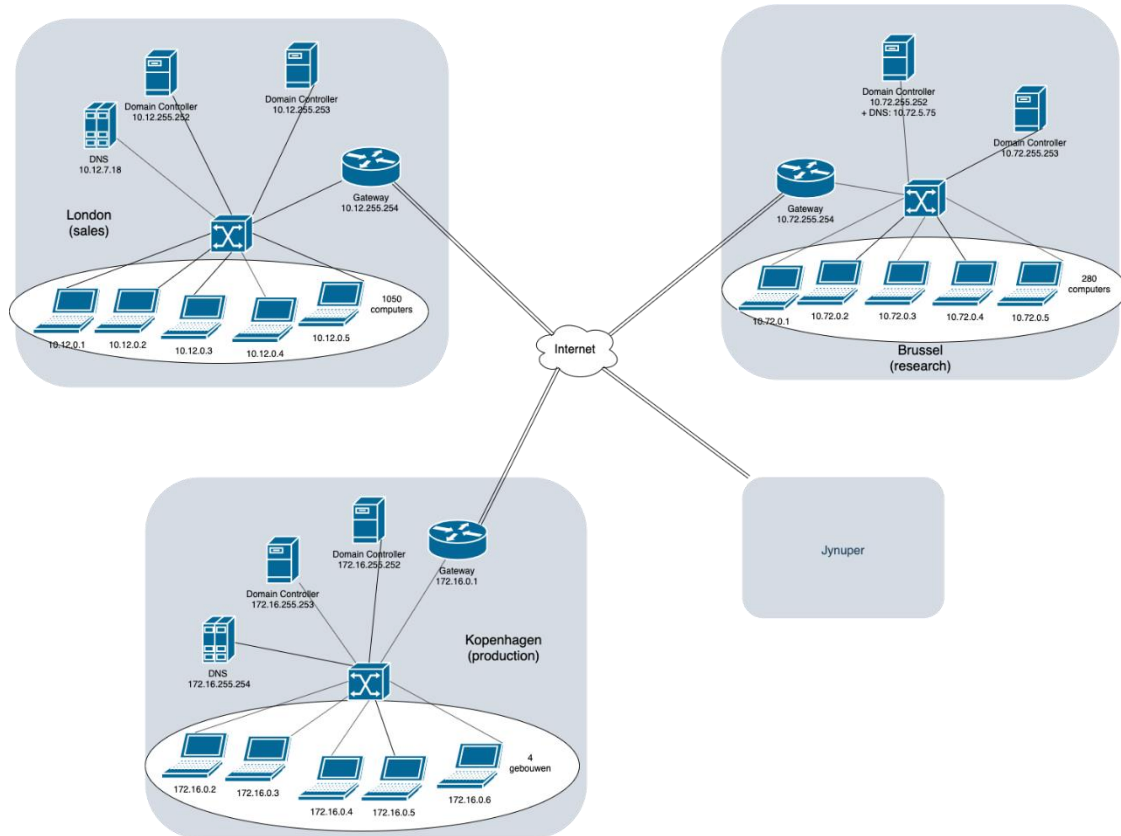 Domain Controller
10.12.255.252
Domain Controller
10.12.255.253
DNS
10.12.7.18
Gateway
10.12.255.254
London
(sales)
1050
computers
10.12.0.1
10.12.0.2
10.12.0.3
10.12.0.4
10.12.0.5
Domain Controller
10.72.255.252
+ DNS: 10.72.5.75
Domain Controller
10.72.255.253
Gateway
10.72.255.254
280
computers
10.72.0.1
10.72.0.2
10.72.0.3
10.72.0.4
10.72.0.5
Brussel
(research)
Internet
Domain Controller
172.16.255.252
Gateway
172.16.0.1
Domain Controller
172.16.255.253
DNS
172.16.255.254
Kopenhagen
(production)
4
gebouwen
172.16.0.2
172.16.0.3
172.16.0.4
172.16.0.5
172.16.0.6
Jynuper